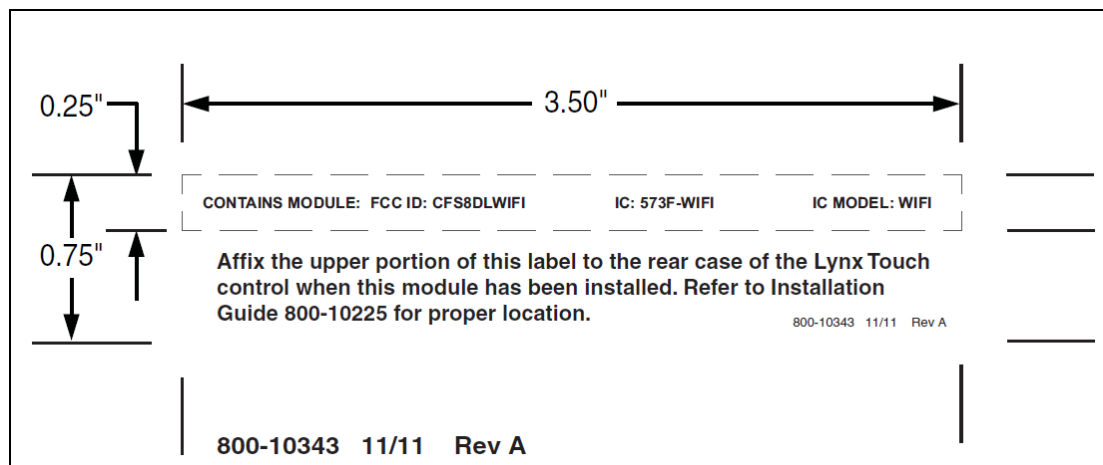 0.25"
3.50"
CONTAINS MODULE: FCC ID: CFS8DLWIFI IC: 573F-WIFI IC MODEL: WIFI
0.75"
Affix the upper portion of this label to the rear case of the Lynx Touch
control when this module has been installed. Refer to Installation
Guide 800-10225 for proper location.
800-10343 11/11 Rev A
800-10343 11/11 Rev A